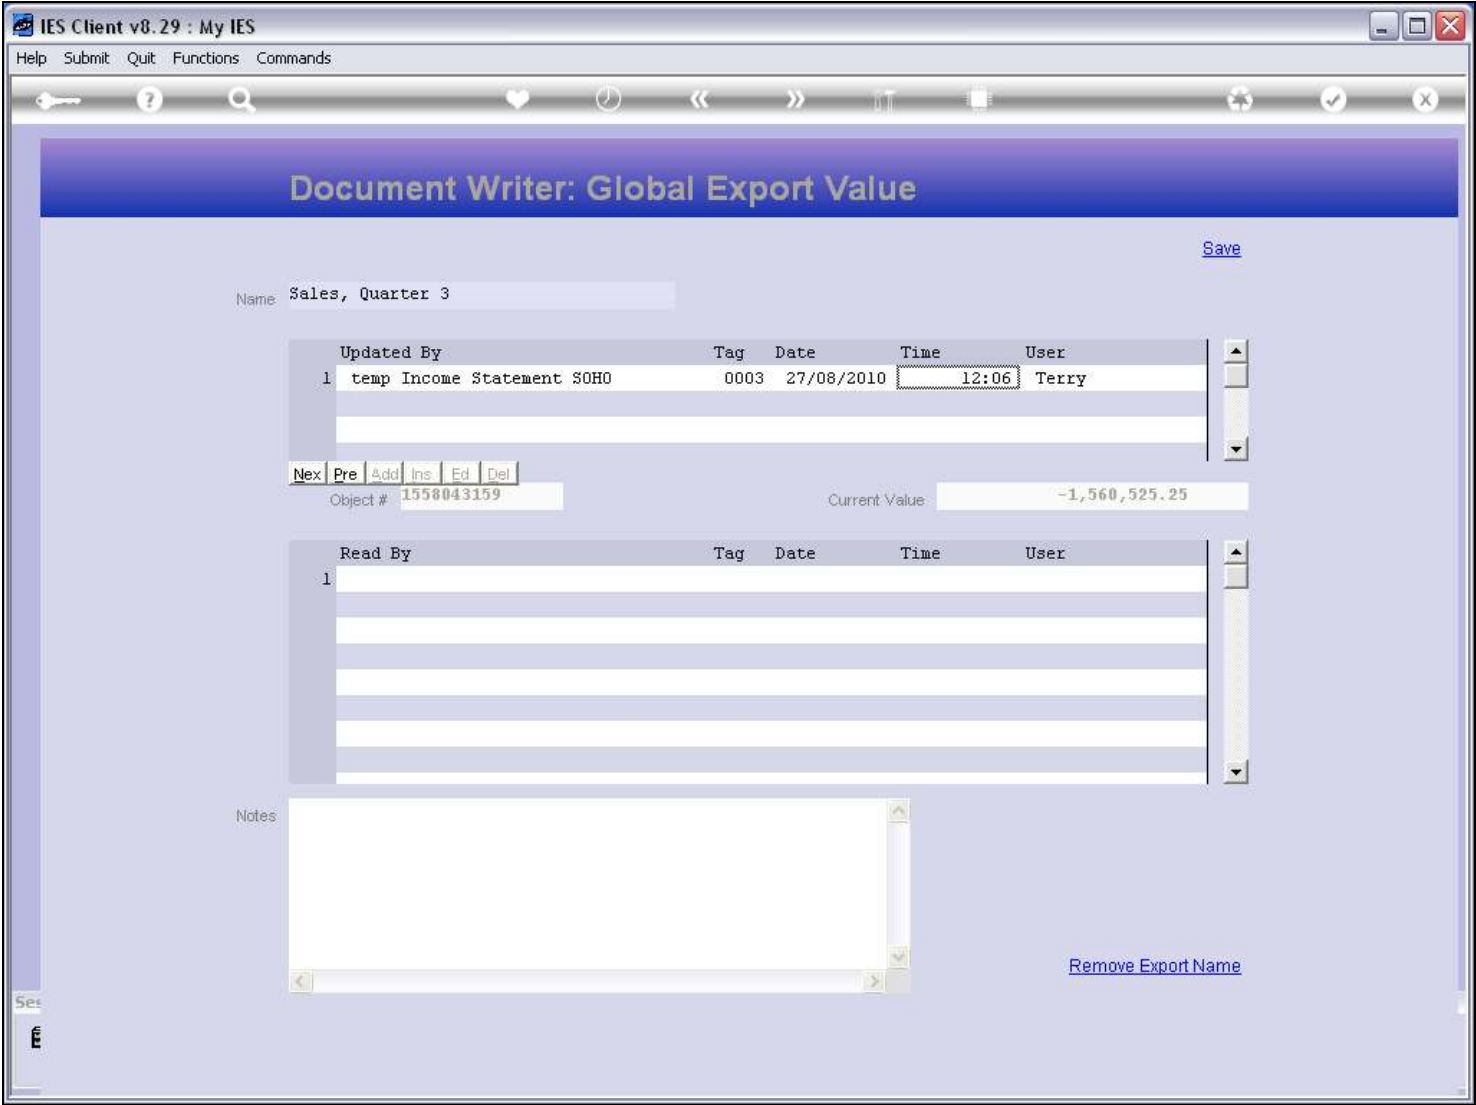 IES Client v8.29 : My IES
Help Submit Quit Functions Commands
Document Writer: Global Export Value
Save
Name Sales, Quarter 3
Updated By Tag Date Time User
1 temp Income Statement SOHO 0003 27/08/2010 12:06 Terry
Nex Pre Add Ins Ed Del
Object # 1558043159 Current Value -1,560,525.25
Read By Tag Date Time User
1
Notes
Remove Export Name